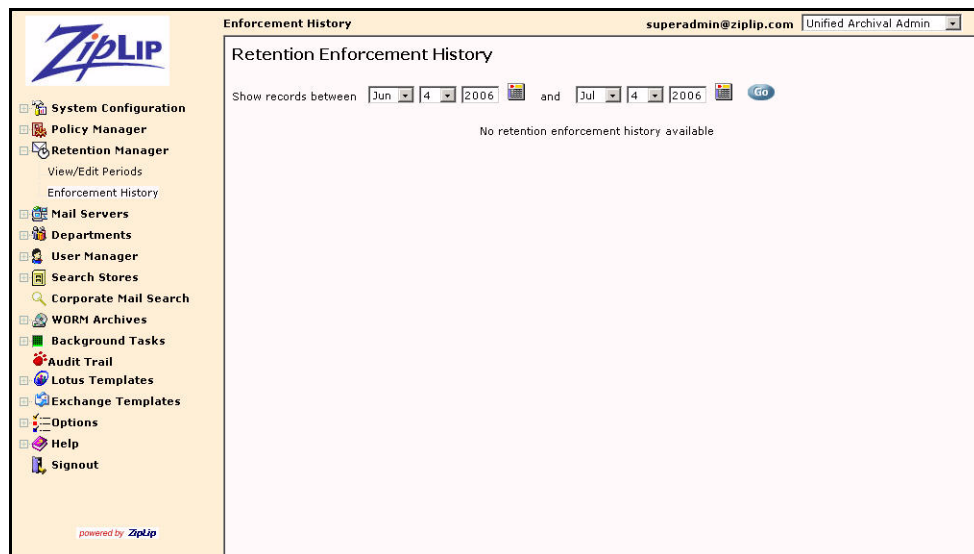 ZipLip
Enforcement History
superadmin@ziplip.com Unified Archival Admin
Retention Enforcement History
Show records between Jun 4 2006 and Jul 4 2006 Go
No retention enforcement history available
System Configuration
Policy Manager
Retention Manager
View/Edit Periods
Enforcement History
Mail Servers
Departments
User Manager
Search Stores
Corporate Mail Search
WORM Archives
Background Tasks
Audit Trail
Lotus Templates
Exchange Templates
Options
Help
Signout
powered by ZipLip